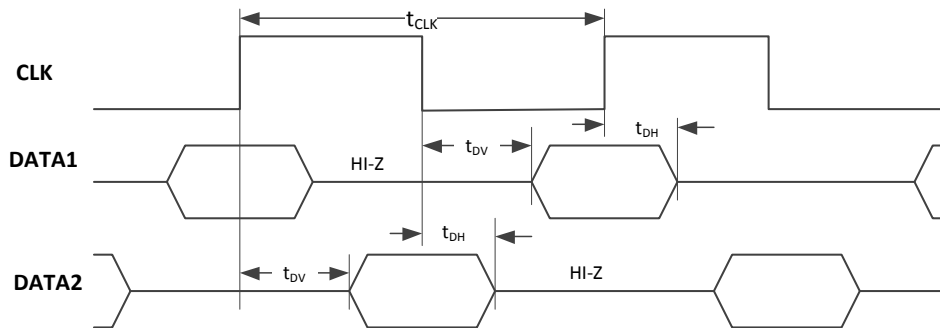 tCLK
CLK
tDH
DATA1
HI-Z
tDV
tDH
DATA2
tDV
HI-Z